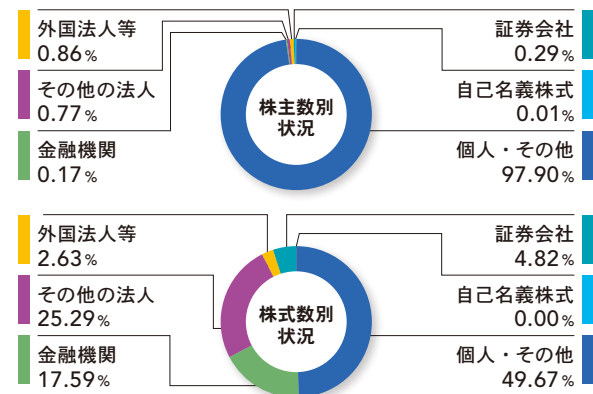 外国法人等
0.86%
その他の法人
0.77%
金融機関
0.17%
株主数別
状況
証券会社
0.29%
自己名義株式
0.01%
個人・その他
97.90%
外国法人等
2.63%
その他の法人
25.29%
金融機関
17.59%
株式数別
状況
証券会社
4.82%
自己名義株式
0.00%
個人・その他
49.67%